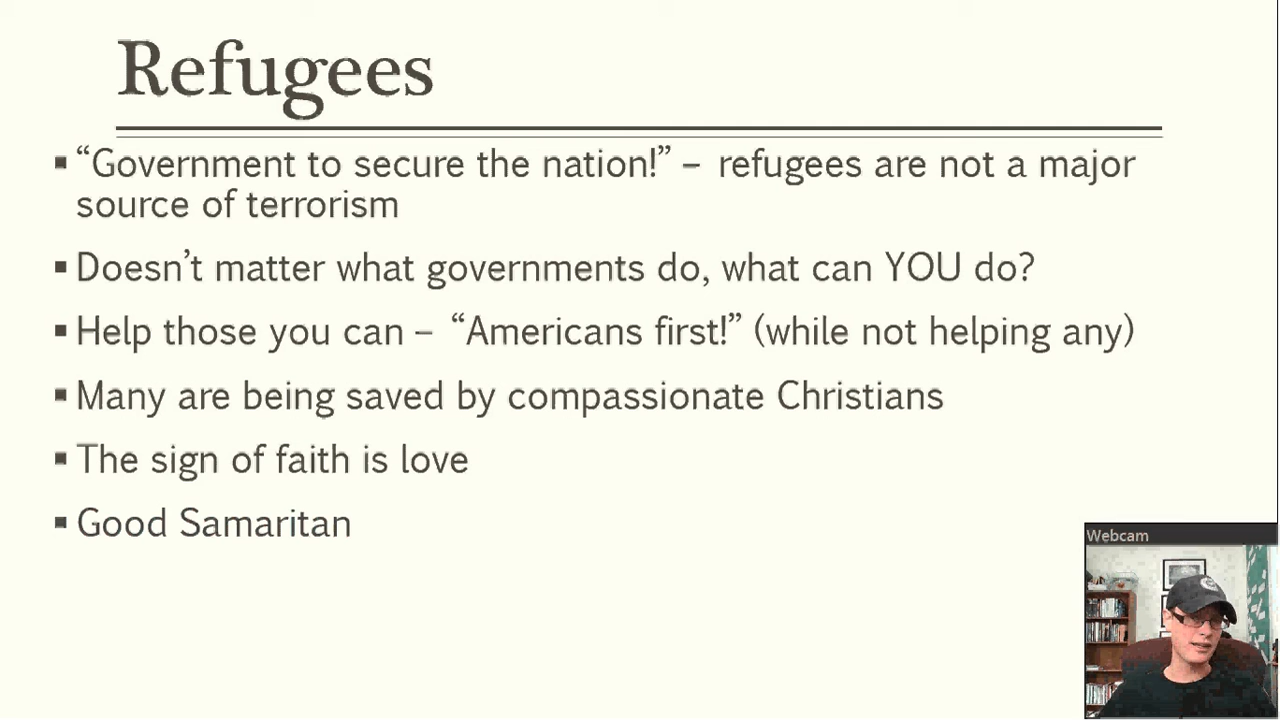 Refugees
▪ “Government to secure the nation!” – refugees are not a major
source of terrorism
▪ Doesn’t matter what governments do, what can YOU do?
▪ Help those you can – “Americans first!” (while not helping any)
▪ Many are being saved by compassionate Christians
▪ The sign of faith is love
▪ Good Samaritan
Webcam